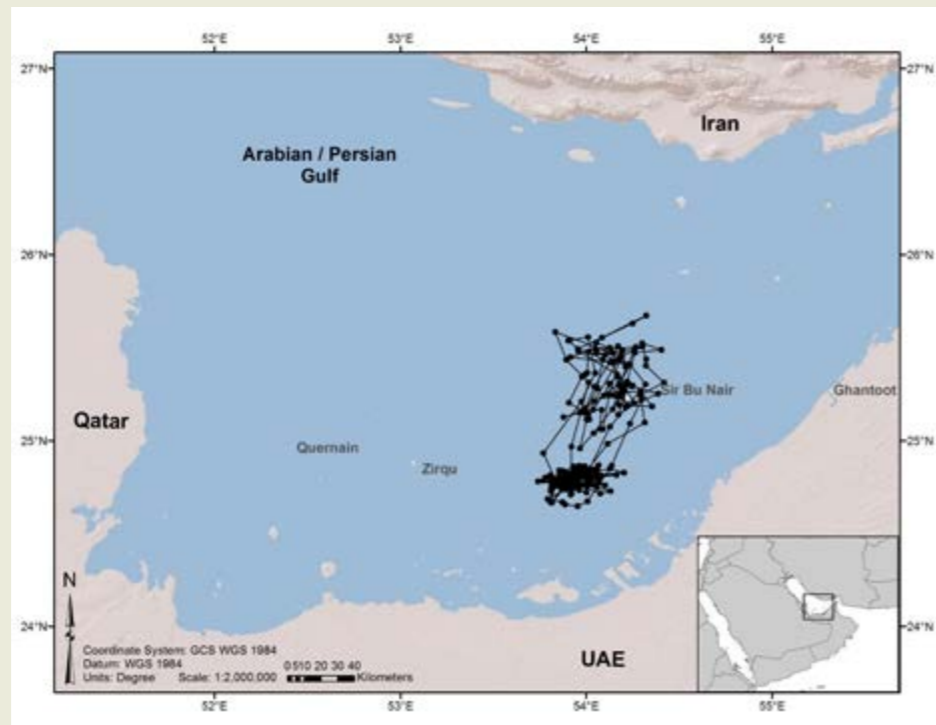 52°E 53°E 54°E 55°E
27°N 27°N
Iran
Arabian / Persian
Gulf
26°N 26°N
Sir Bu Nair Ghantoot
Qatar
25°N 25°N
Quernain
Zirqu
N
24°N 24°N
Coordinate System: GCS WGS 1984
Datum: WGS 1984
Units: Degree Scale: 1:2,000,000 0 5 10 20 30 40 Kilometers
UAE
52°E 53°E 54°E 55°E